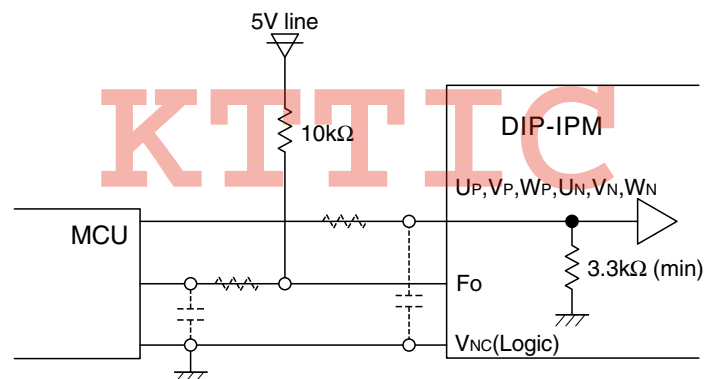 5V line
KTTIC
10kΩ
DIP-IPM
UP,VP,WP,UN,VN,WN
MCU
3.3kΩ (min)
Fo
VNC(Logic)